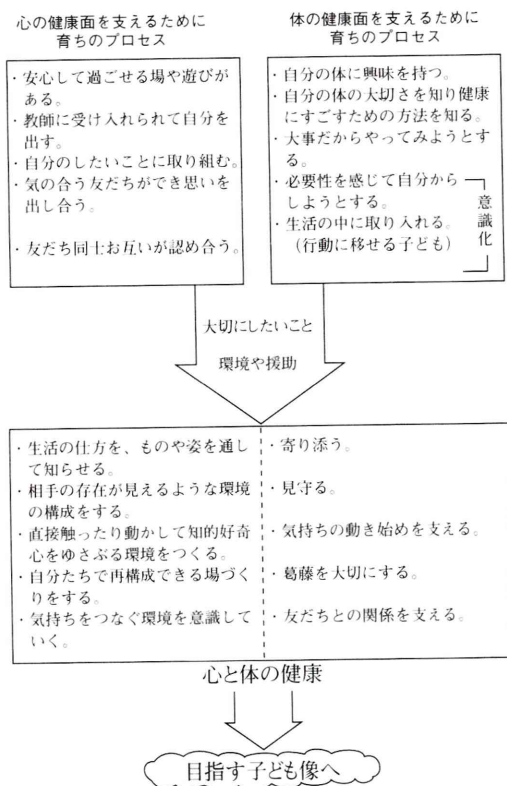 心の健康面を支えるために
育ちのプロセス
・安心して過ごせる場や遊びが
ある。
・教師に受け入れられて自分を
出す。
・自分のしたいことに取り組む。
・気の合う友だちができ思いを
出し合う。
・友だち同士お互いが認め合う。
体の健康面を支えるために
育ちのプロセス
・自分の体に興味を持つ。
・自分の体の大切さを知り健康
にすごすための方法を知る。
・大事だからやってみようとす
る。
・必要性を感じて自分から
しようとする。
・生活の中に取り入れる。
(行動に移せる子ども)
意識化
大切にしたいこと
環境や援助
・生活の仕方を、ものや姿を通し
て知らせる。
・相手の存在が見えるような環境
の構成をする。
・直接触ったり動かして知的好奇
心をゆさぶる環境をつくる。
・自分たちで再構成できる場づく
りをする。
・気持ちをつなぐ環境を意識して
いく。
・寄り添う。
・見守る。
・気持ちの動き始めを支える。
・葛藤を大切にする。
・友だちとの関係を支える。
心と体の健康
目指す子ども像へ